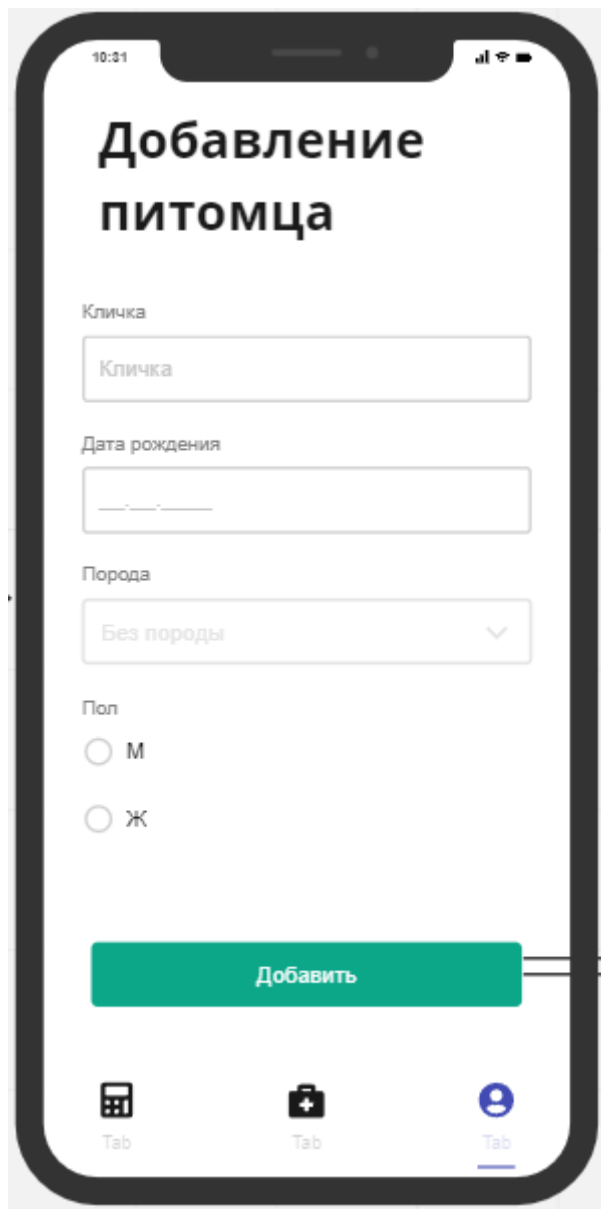 10:31
Добавление
питомца
Кличка
Кличка
Дата рождения
__.__.____
Порода
Без породы
Пол
М
Ж
Добавить
Tab Tab Tab